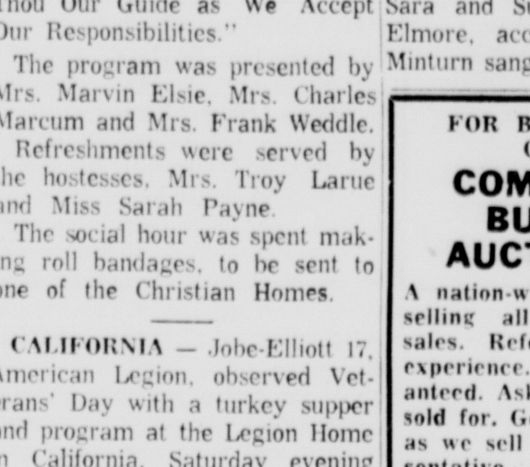 Thou Our Guide as We Accept
Our Responsibilities."
The program was presented by
Mrs. Marvin Elsie, Mrs. Charles
Marcum and Mrs. Frank Weddle.
Refreshments were served by
the hostesses, Mrs. Troy Larue
and Miss Sarah Payne.
The social hour was spent mak-
ing roll bandages, to be sent to
one of the Christian Homes.
CALIFORNIA — Jobe-Elliott 17,
American Legion, observed Vet-
erans' Day with a turkey supper
and program at the Legion Home
in California, Saturday evening
Sara and
Elmore, acc
Minturn sang
FOR
COM
BU
AUC
A nation-w
selling all
sales. Refe
experience.
anteed. Ask
sold for. G
as we sell
sentative